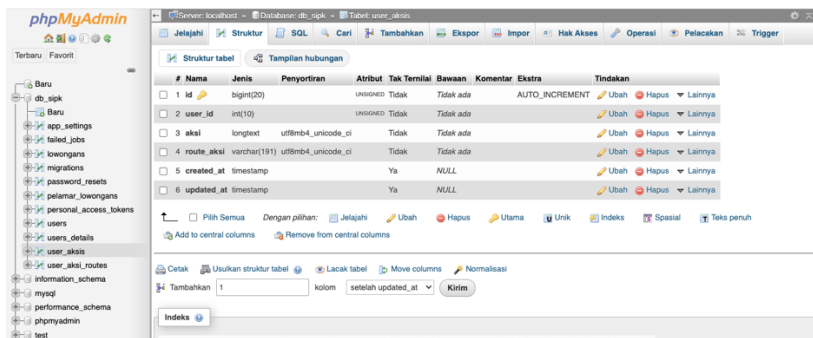 phpMyAdmin
Terbaru Favorit
Baru
db_sipk
Baru
app_settings
failed_jobs
lowongans
migrations
password_resets
pelamar_lowongans
personal_access_tokens
users
users_details
user_aksis
user_aksi_routes
information_schema
mysql
performance_schema
phpmyadmin
test
Server: localhost » Database: db_sipk » Tabel: user_aksis
Jelajahi Struktur SQL Cari Tambahkan Ekspor Impor Hak Akses Operasi Pelacakan Trigger
Struktur tabel Tampilan hubungan
# Nama Jenis Penyortiran Atribut Tak Ternilai Bawaan Komentar Ekstra Tindakan
1 id bigint(20) UNSIGNED Tidak Tidak ada AUTO_INCREMENT Ubah Hapus Lainnya
2 user_id int(10) UNSIGNED Tidak Tidak ada Ubah Hapus Lainnya
3 aksi longtext utf8mb4_unicode_ci Tidak Tidak ada Ubah Hapus Lainnya
4 route_aksi varchar(191) utf8mb4_unicode_ci Tidak Tidak ada Ubah Hapus Lainnya
5 created_at timestamp Ya NULL Ubah Hapus Lainnya
6 updated_at timestamp Ya NULL Ubah Hapus Lainnya
Pilih Semua Dengan pilihan: Jelajahi Ubah Hapus Utama Unik Indeks Spasial Teks penuh
Add to central columns Remove from central columns
Cetak Usulkan struktur tabel Lacak tabel Move columns Normalisasi
Tambahkan 1 kolom setelah updated_at Kirim
Indeks